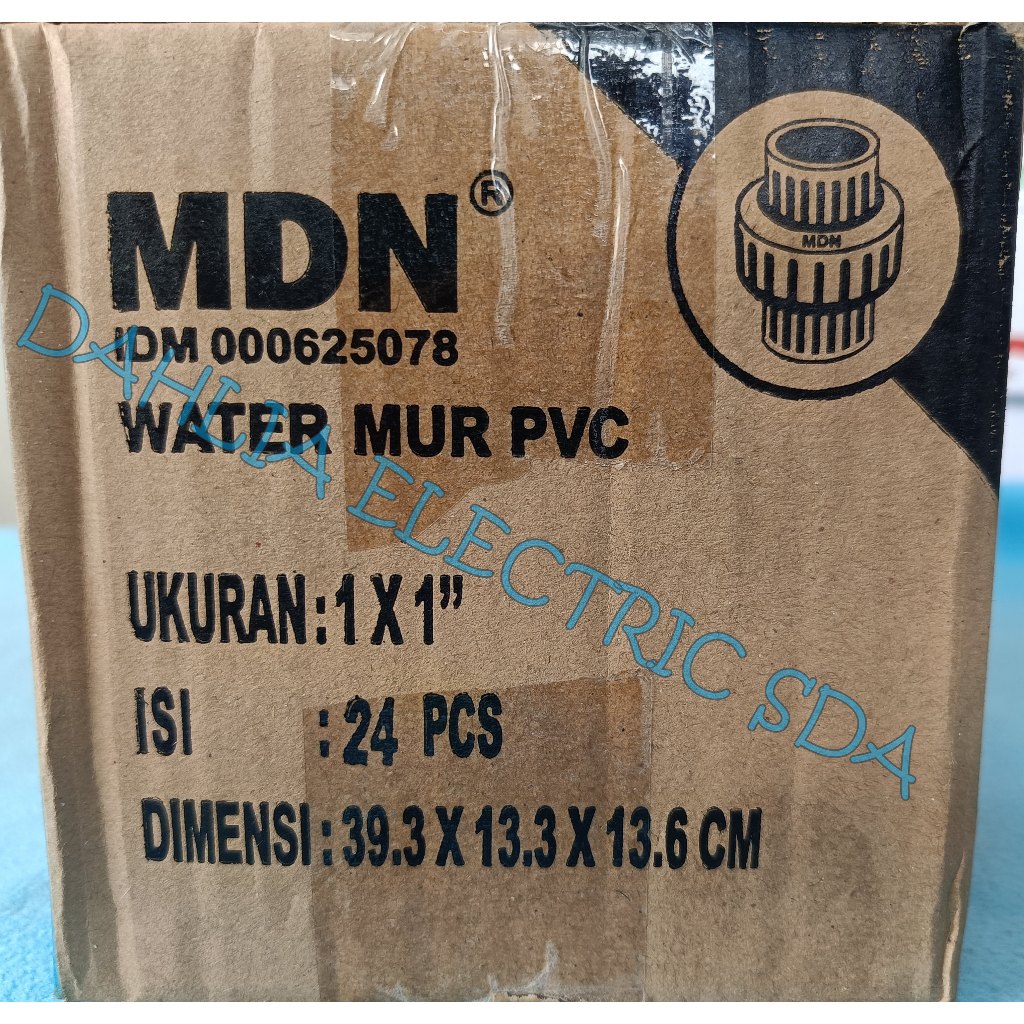 MDN®
IDM 000625078
WATER MUR PVC
UKURAN : 1 X 1”
ISI : 24 PCS
DIMENSI : 39.3 X 13.3 X 13.6 CM
MDN
DAHLIA ELECTRIC SDA